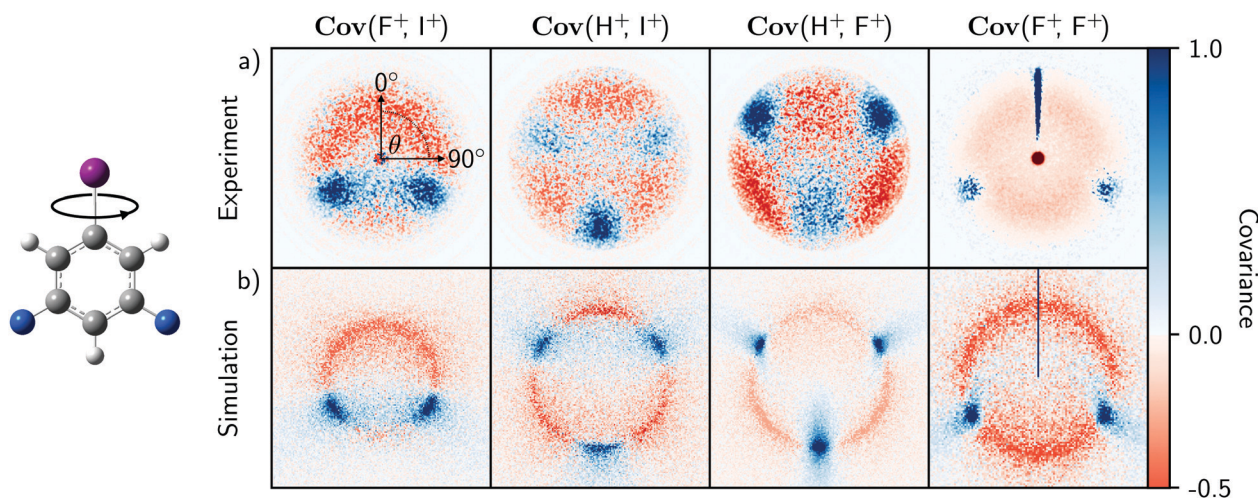 Cov(F⁺, I⁺) Cov(H⁺, I⁺) Cov(H⁺, F⁺) Cov(F⁺, F⁺)
a)
Experiment
0°
θ
90°
b)
Simulation
1.0
0.0
-0.5
Covariance